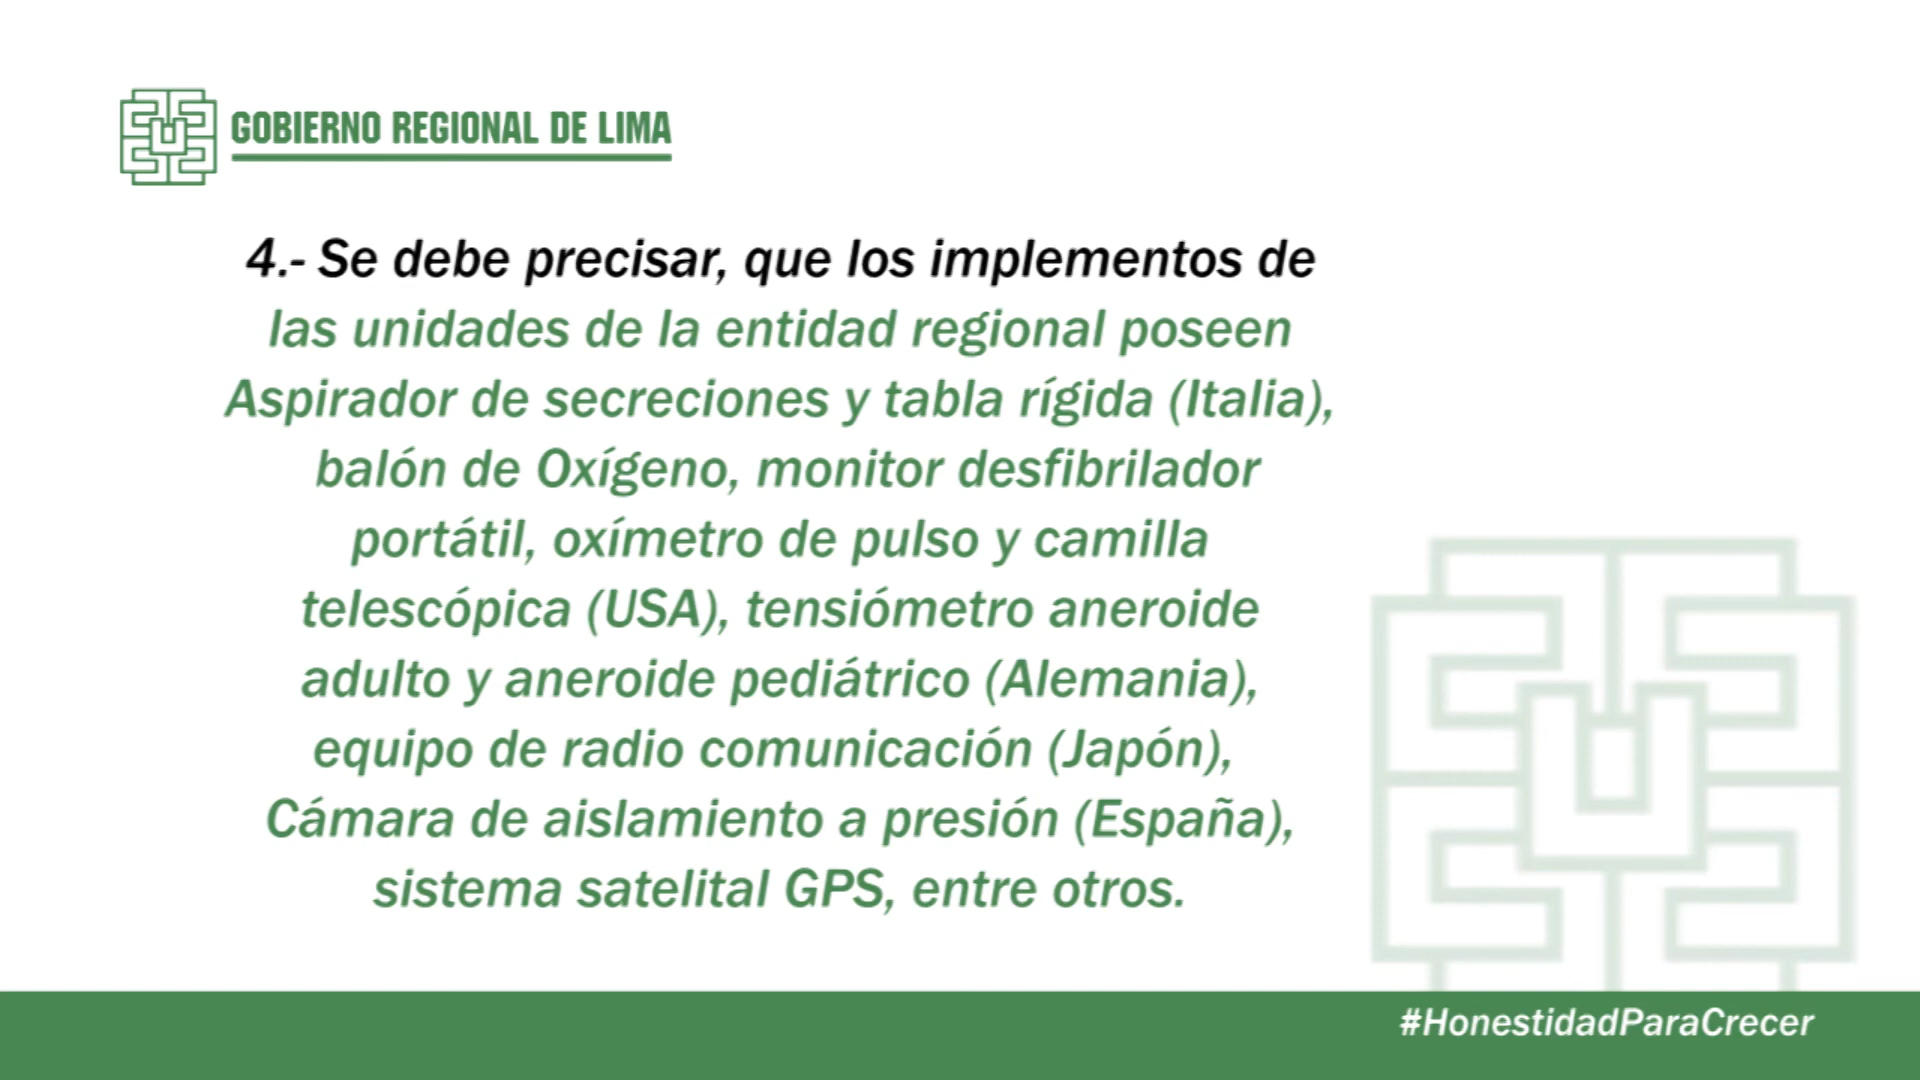 GOBIERNO REGIONAL DE LIMA
4.- Se debe precisar, que los implementos de
las unidades de la entidad regional poseen
Aspirador de secreciones y tabla rígida (Italia),
balón de Oxígeno, monitor desfibrilador
portátil, oxímetro de pulso y camilla
telescópica (USA), tensiómetro aneroide
adulto y aneroide pediátrico (Alemania),
equipo de radio comunicación (Japón),
Cámara de aislamiento a presión (España),
sistema satelital GPS, entre otros.
#HonestidadParaCrecer